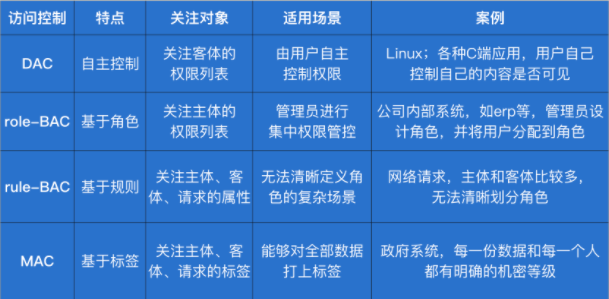 访问控制 特点 关注对象 适用场景 案例
DAC 自主控制 关注客体的 权限列表 由用户自主 控制权限 Linux；各种C端应用，用户自己 控制自己的内容是否可见
role-BAC 基于角色 关注主体的 权限列表 管理员进行 集中权限管控 公司内部系统，如erp等，管理员设 计角色，并将用户分配到角色
rule-BAC 基于规则 关注主体、客 体、请求的属性 无法清晰定义角 色的复杂场景 网络请求，主体和客体比较多， 无法清晰划分角色
MAC 基于标签 关注主体、客 体、请求的标签 能够对全部数据 打上标签 政府系统，每一份数据和每一个人 都有明确的机密等级